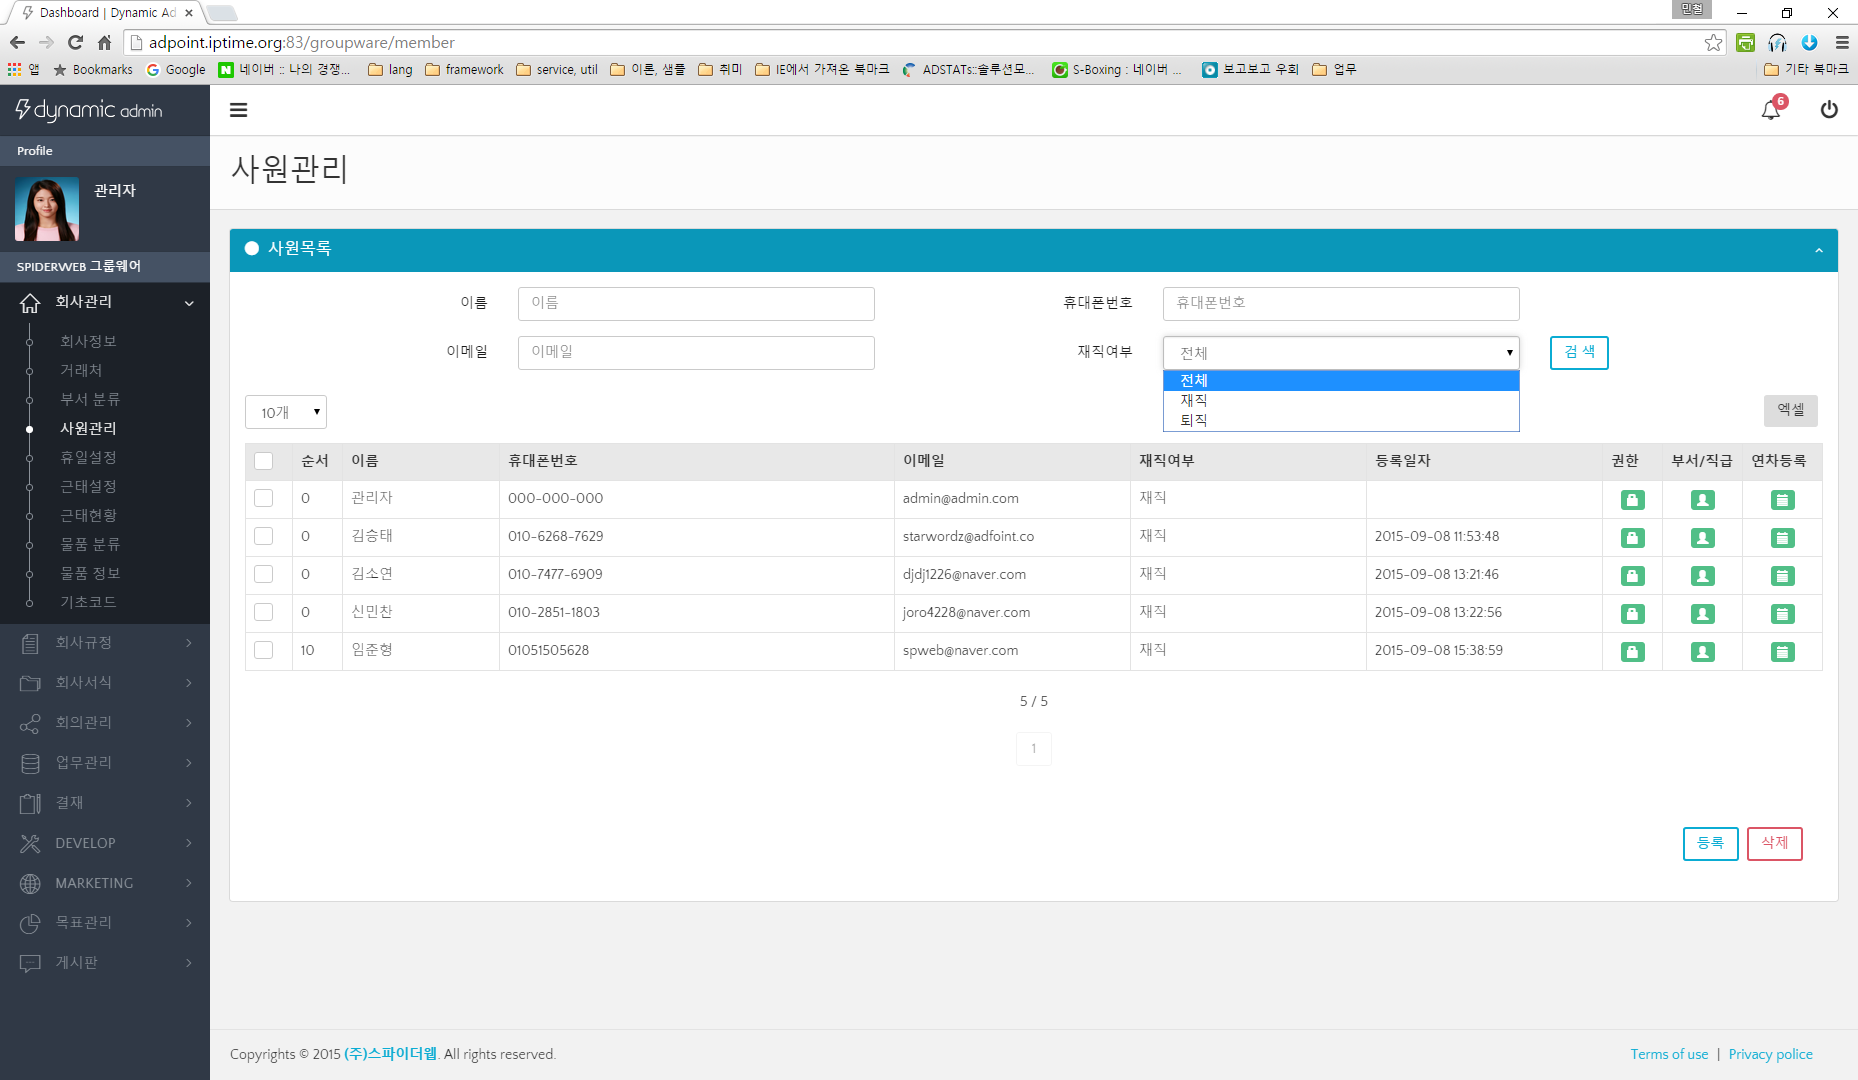 Dashboard | Dynamic Ad
민철
adpoint.iptime.org:83/groupware/member
앱 Bookmarks Google 네이버 :: 나의 경쟁... lang framework service, util 이론, 샘플 취미 IE에서 가져온 북마크 ADSTATs::솔루션모... S-Boxing : 네이버 ... 보고보고 우회 업무 기타 북마크
dynamic admin
6
Profile
관리자
SPIDERWEB 그룹웨어
회사관리
회사정보
거래처
부서 분류
사원관리
휴일설정
근태설정
근태현황
물품 분류
물품 정보
기초코드
회사규정
회사서식
회의관리
업무관리
결재
DEVELOP
MARKETING
목표관리
게시판
사원관리
사원목록
이름 이름 휴대폰번호 휴대폰번호
이메일 이메일 재직여부 전체 검 색
전체
재직
퇴직
10개 엑셀
순서 이름 휴대폰번호 이메일 재직여부 등록일자 권한 부서/직급 연차등록
0 관리자 000-000-000 admin@admin.com 재직
0 김승태 010-6268-7629 starwordz@adfoint.co 재직 2015-09-08 11:53:48
0 김소연 010-7477-6909 djdj1226@naver.com 재직 2015-09-08 13:21:46
0 신민찬 010-2851-1803 joro4228@naver.com 재직 2015-09-08 13:22:56
10 임준형 01051505628 spweb@naver.com 재직 2015-09-08 15:38:59
5 / 5
1
등록 삭제
Copyrights © 2015 (주)스파이더웹. All rights reserved. Terms of use | Privacy police